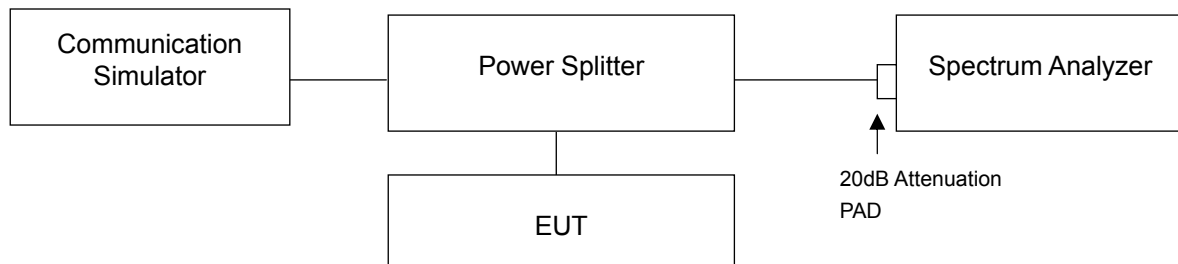 Communication
Simulator
Power Splitter
Spectrum Analyzer
20dB Attenuation
PAD
EUT